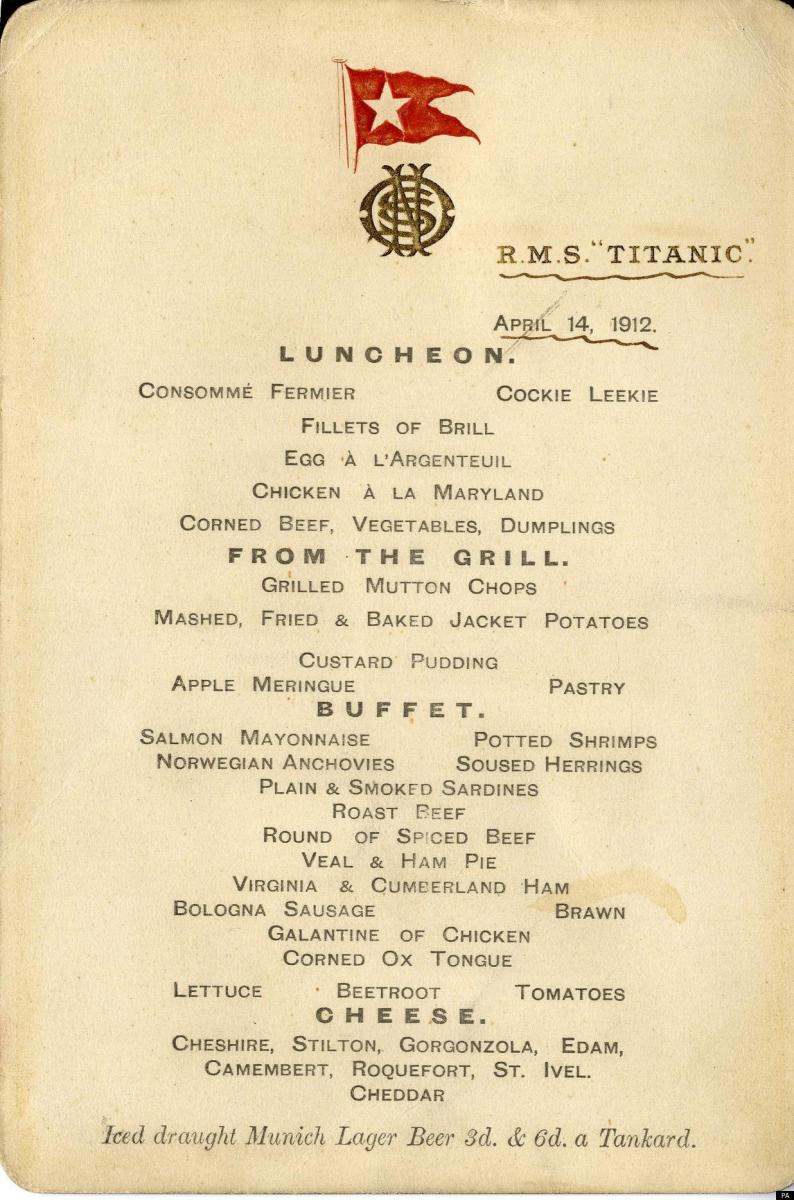 R.M.S. "TITANIC."
APRIL 14, 1912.
LUNCHEON.
CONSOMMÉ FERMIER COCKIE LEEKIE
FILLETS OF BRILL
EGG À L'ARGENTEUIL
CHICKEN À LA MARYLAND
CORNED BEEF, VEGETABLES, DUMPLINGS
FROM THE GRILL.
GRILLED MUTTON CHOPS
MASHED, FRIED & BAKED JACKET POTATOES
CUSTARD PUDDING
APPLE MERINGUE PASTRY
BUFFET.
SALMON MAYONNAISE POTTED SHRIMPS
NORWEGIAN ANCHOVIES SOUSED HERRINGS
PLAIN & SMOKED SARDINES
ROAST BEEF
ROUND OF SPICED BEEF
VEAL & HAM PIE
VIRGINIA & CUMBERLAND HAM
BOLOGNA SAUSAGE BRAWN
GALANTINE OF CHICKEN
CORNED OX TONGUE
LETTUCE BEETROOT TOMATOES
CHEESE.
CHESHIRE, STILTON, GORGONZOLA, EDAM,
CAMEMBERT, ROQUEFORT, ST. IVEL.
CHEDDAR
Iced draught Munich Lager Beer 3d. & 6d. a Tankard.
PA